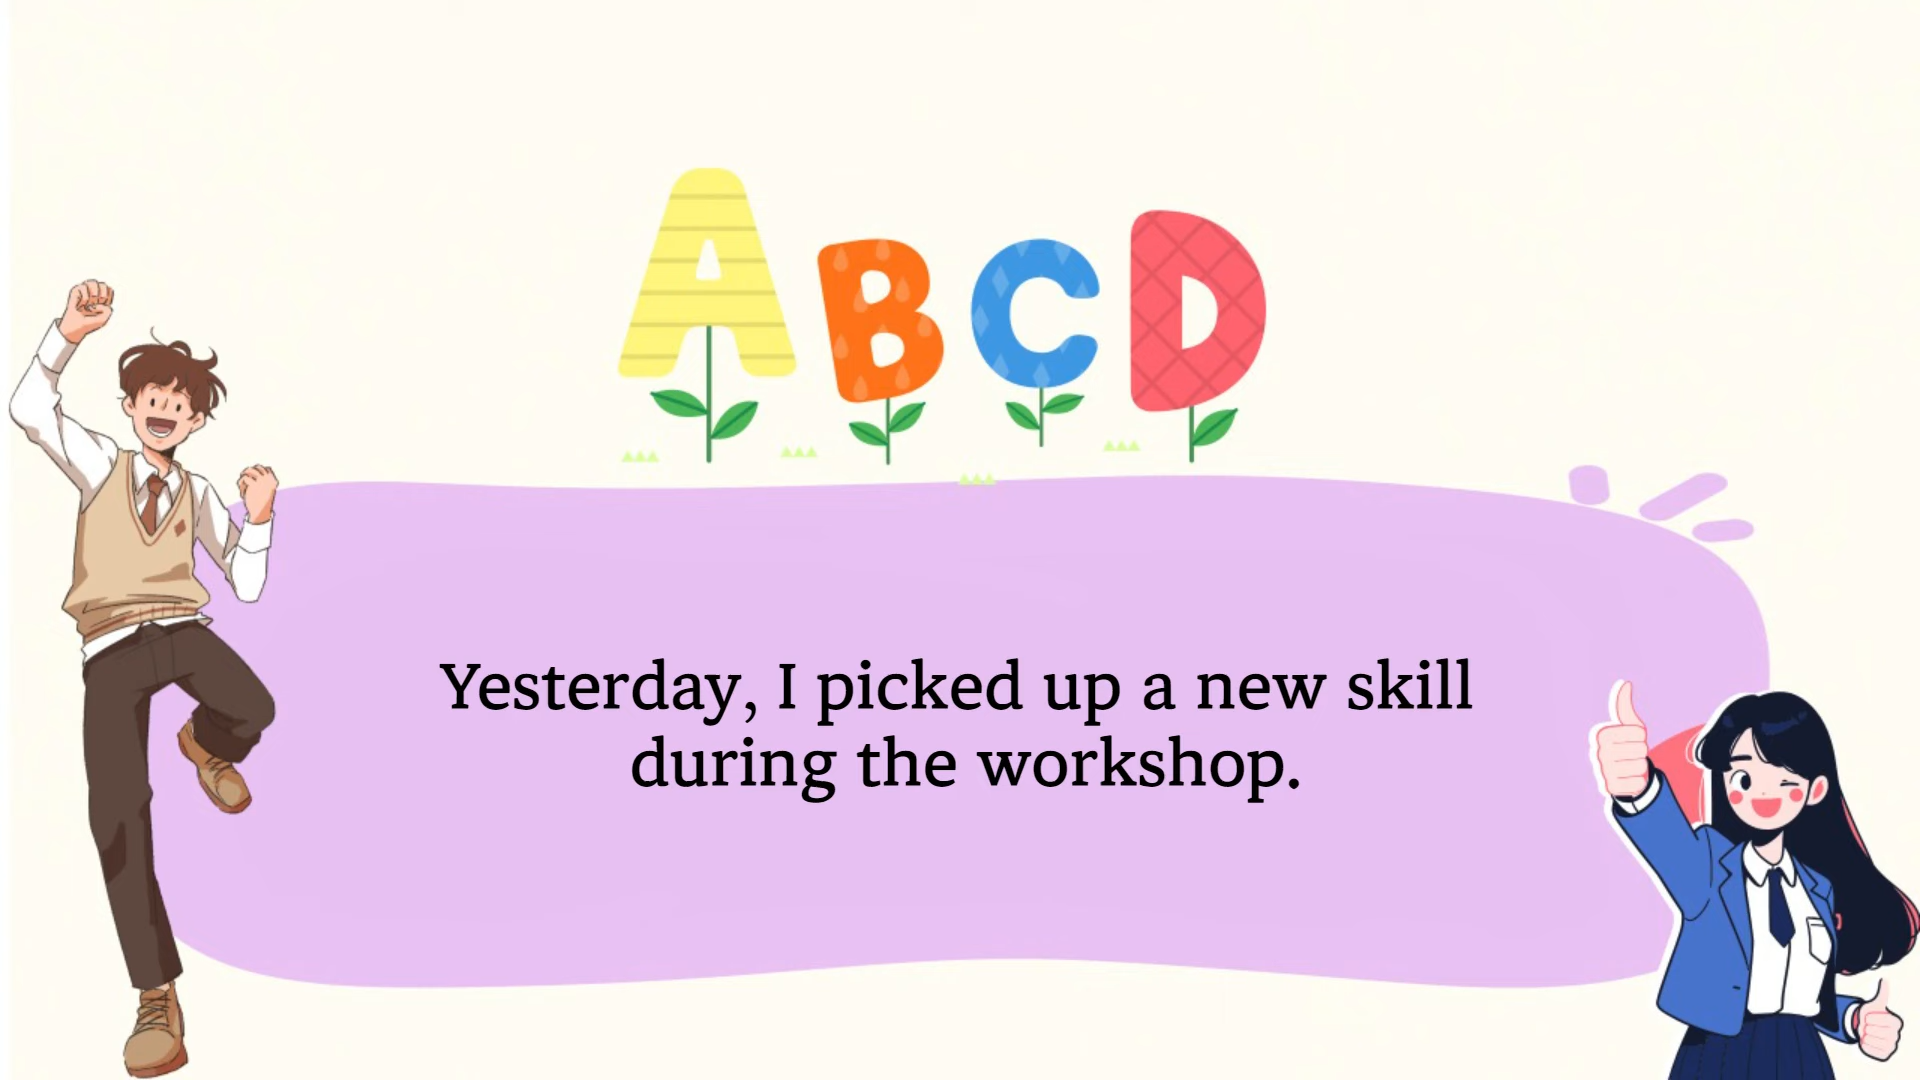 ABCD
Yesterday, I picked up a new skill
during the workshop.